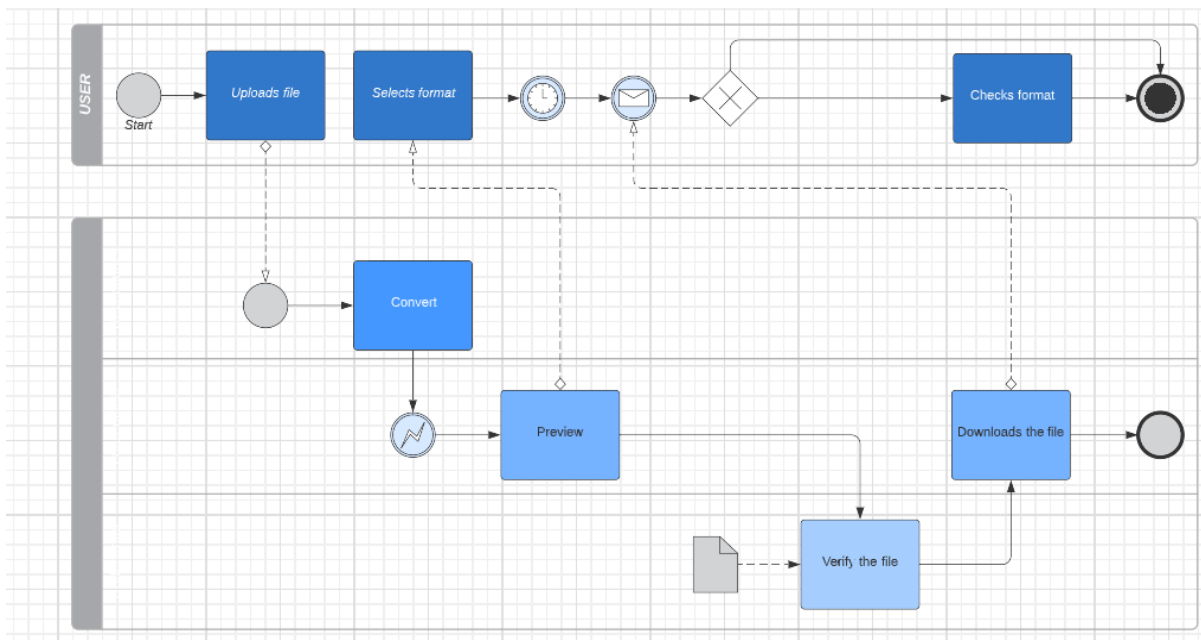 USER
Start
Uploads file
Selects format
Checks format
Convert
Preview
Downloads the file
Verify the file